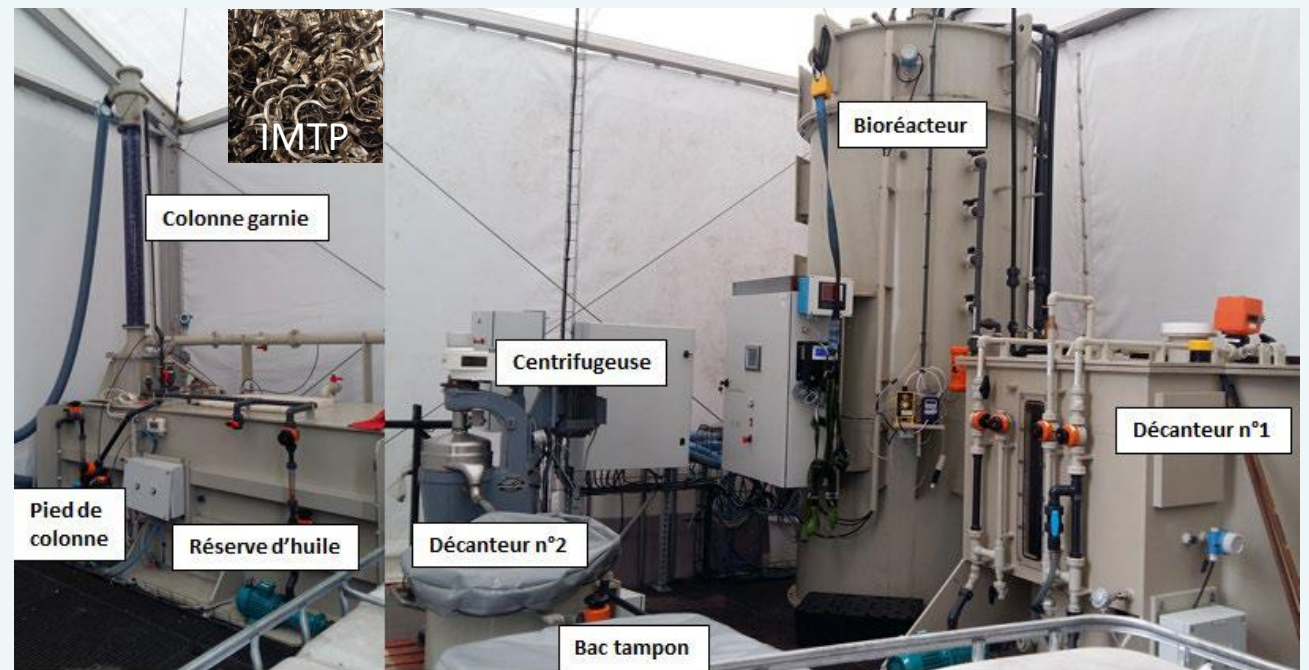 IMTP
Colonne garnie
Pied de
colonne
Réserve d'huile
Centrifugeuse
Décanteur n°2
Bac tampon
Bioréacteur
Décanteur n°1